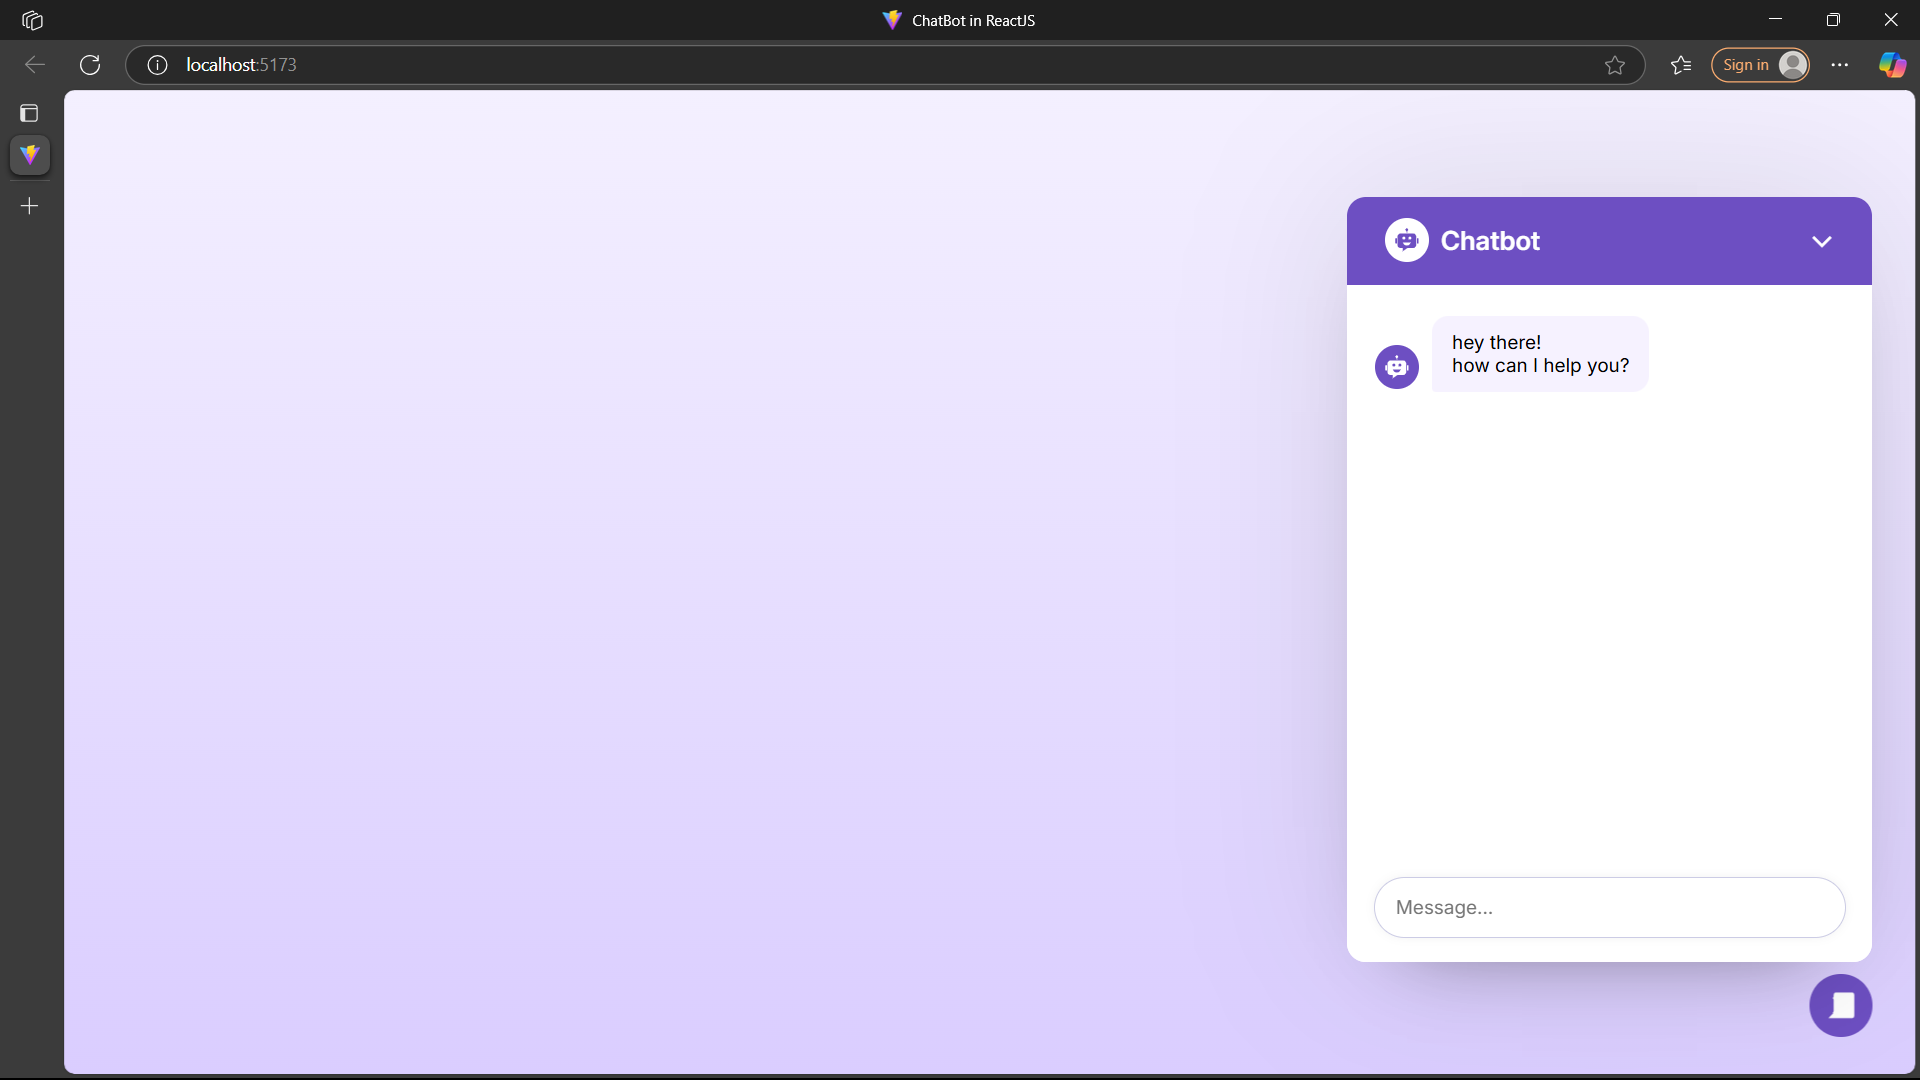 ChatBot in ReactJS
localhost:5173
Sign in
Chatbot
hey there!
how can I help you?
Message...